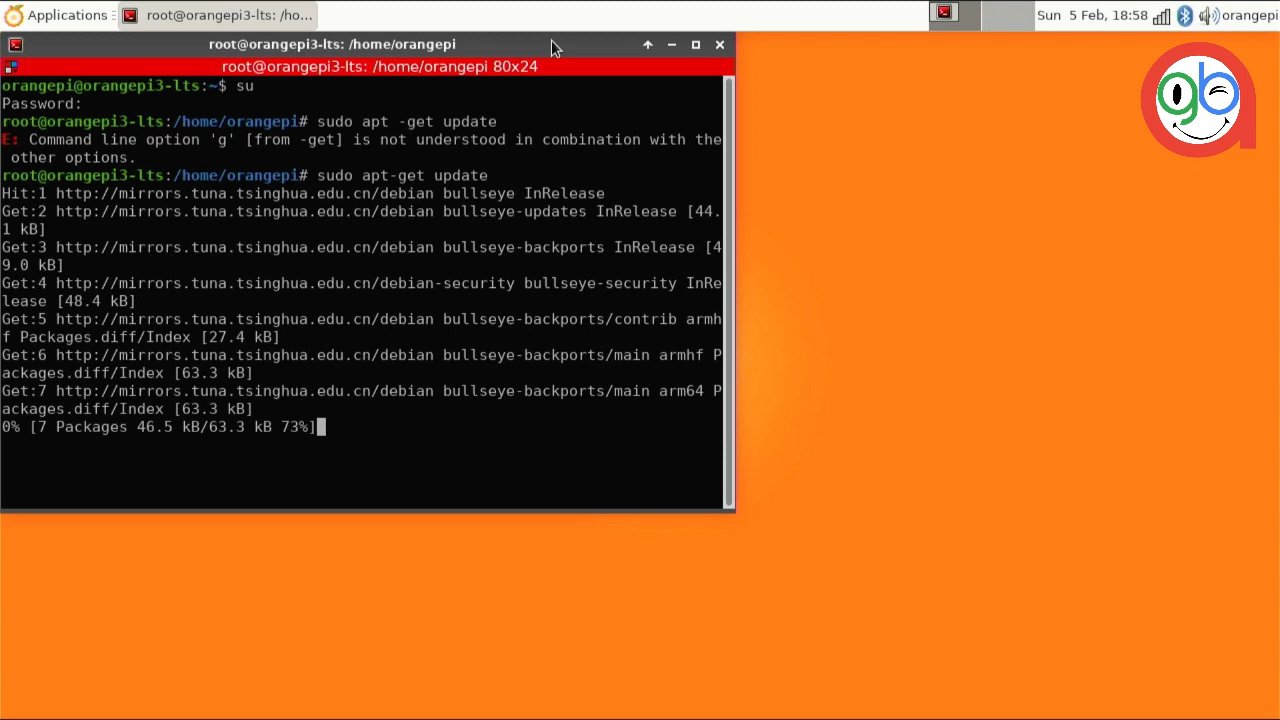 Applications
root@orangepi3-lts: /ho...
Sun 5 Feb, 18:58
orangepi
root@orangepi3-lts: /home/orangepi
root@orangepi3-lts: /home/orangepi 80x24
orangepi@orangepi3-lts:~$ su
Password:
root@orangepi3-lts:/home/orangepi# sudo apt -get update
E: Command line option 'g' [from -get] is not understood in combination with the
other options.
root@orangepi3-lts:/home/orangepi# sudo apt-get update
Hit:1 http://mirrors.tuna.tsinghua.edu.cn/debian bullseye InRelease
Get:2 http://mirrors.tuna.tsinghua.edu.cn/debian bullseye-updates InRelease [44.
1 kB]
Get:3 http://mirrors.tuna.tsinghua.edu.cn/debian bullseye-backports InRelease [4
9.0 kB]
Get:4 http://mirrors.tuna.tsinghua.edu.cn/debian-security bullseye-security InRe
lease [48.4 kB]
Get:5 http://mirrors.tuna.tsinghua.edu.cn/debian bullseye-backports/contrib armh
f Packages.diff/Index [27.4 kB]
Get:6 http://mirrors.tuna.tsinghua.edu.cn/debian bullseye-backports/main armhf P
ackages.diff/Index [63.3 kB]
Get:7 http://mirrors.tuna.tsinghua.edu.cn/debian bullseye-backports/main arm64 P
ackages.diff/Index [63.3 kB]
0% [7 Packages 46.5 kB/63.3 kB 73%]
gb